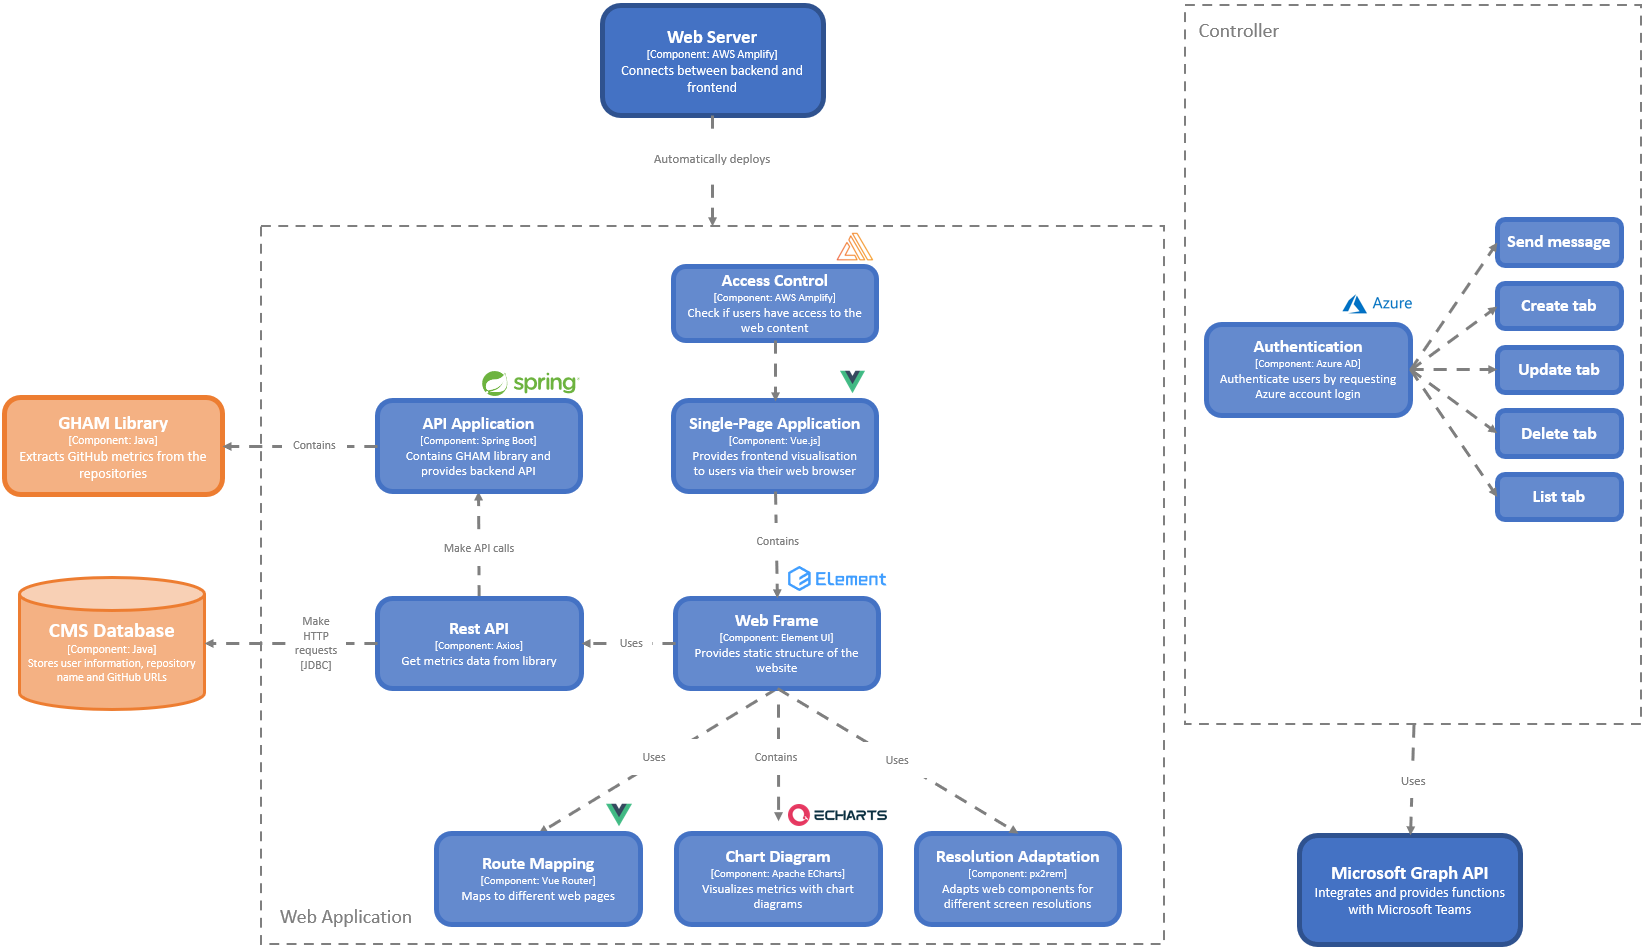 Web Server
[Component: AWS Amplify]
Connects between backend and
frontend
Automatically deploys
Access Control
[Component: AWS Amplify]
Check if users have access to the
web content
spring
API Application
[Component: Spring Boot]
Contains GHAM library and
provides backend API
Single-Page Application
[Component: Vue.js]
Provides frontend visualisation
to users via their web browser
GHAM Library
[Component: Java]
Extracts GitHub metrics from the
repositories
Contains
Make API calls
Contains
Element
CMS Database
[Component: Java]
Stores user information, repository
name and GitHub URLs
Make
HTTP
requests
[JDBC]
Rest API
[Component: Axios]
Get metrics data from library
Uses
Web Frame
[Component: Element UI]
Provides static structure of the
website
Uses
Contains
Uses
ECHARTS
Route Mapping
[Component: Vue Router]
Maps to different web pages
Chart Diagram
[Component: Apache ECharts]
Visualizes metrics with chart
diagrams
Resolution Adaptation
[Component: px2rem]
Adapts web components for
different screen resolutions
Web Application
Controller
Azure
Authentication
[Component: Azure AD]
Authenticate users by requesting
Azure account login
Send message
Create tab
Update tab
Delete tab
List tab
Uses
Microsoft Graph API
Integrates and provides functions
with Microsoft Teams